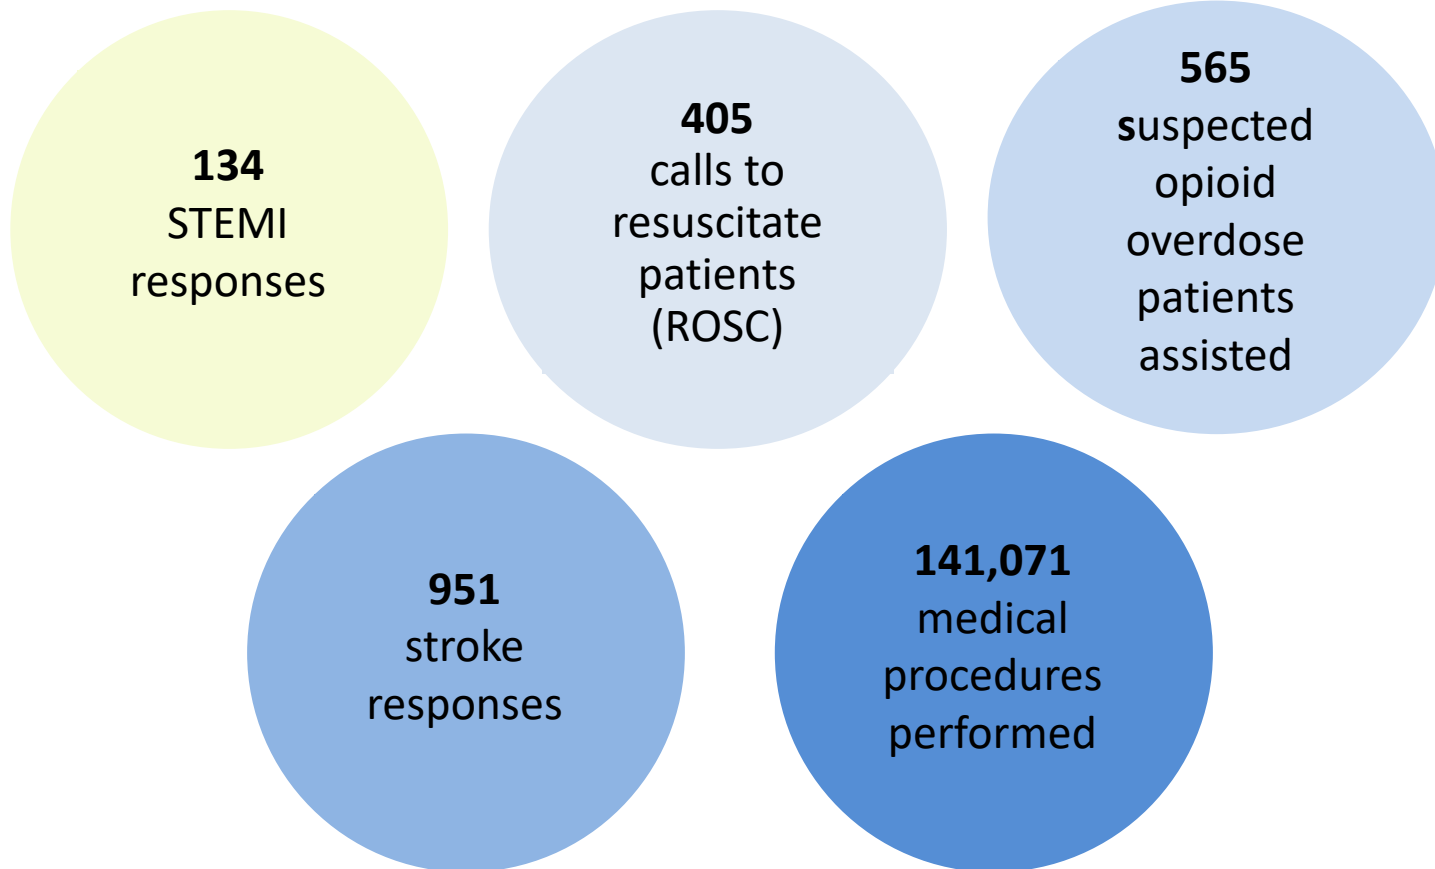 134
STEMI
responses
405
calls to
resuscitate
patients
(ROSC)
565
suspected
opioid
overdose
patients
assisted
951
stroke
responses
141,071
medical
procedures
performed